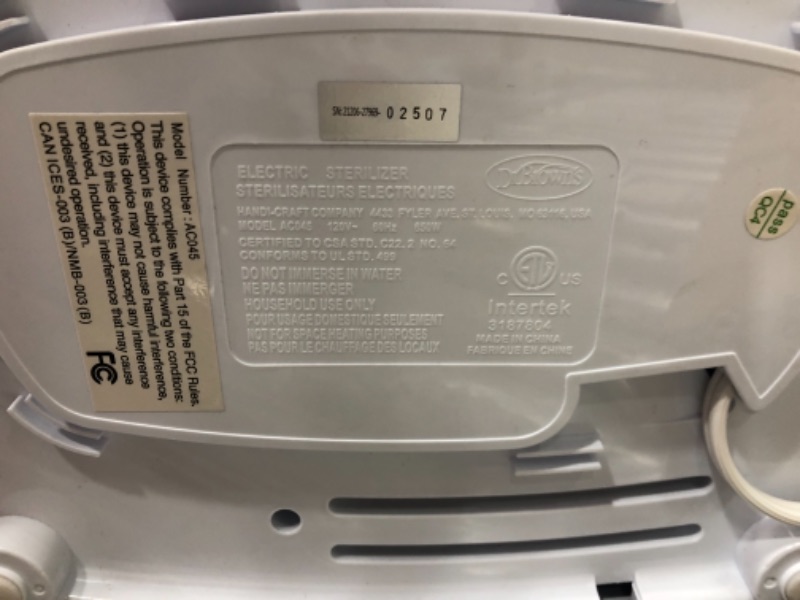 SN:21206-27969- 02507
Model Number : AC045
This device complies with Part 15 of the FCC Rules.
Operation is subject to the following two conditions:
(1) this device may not cause harmful interference,
and (2) this device must accept any interference
received, including interference that may cause
undesired operation.
CAN ICES-003 (B)/NMB-003 (B)
FC
ELECTRIC STERILIZER
STERILISATEURS ELECTRIQUES
Dr Brown's
HANDI-CRAFT COMPANY 4433 FYLER AVE, ST. LOUIS, MO 63116, USA
MODEL AC045 120V~ 60Hz 650W
CERTIFIED TO CSA STD. C22.2 NO. 64
CONFORMS TO UL STD. 499
DO NOT IMMERSE IN WATER
NE PAS IMMERGER
HOUSEHOLD USE ONLY
POUR USAGE DOMESTIQUE SEULEMENT
NOT FOR SPACE HEATING PURPOSES
PAS POUR LE CHAUFFAGE DES LOCAUX
C ETL US
Intertek
3187804
MADE IN CHINA
FABRIQUE EN CHINE
pass
QC4